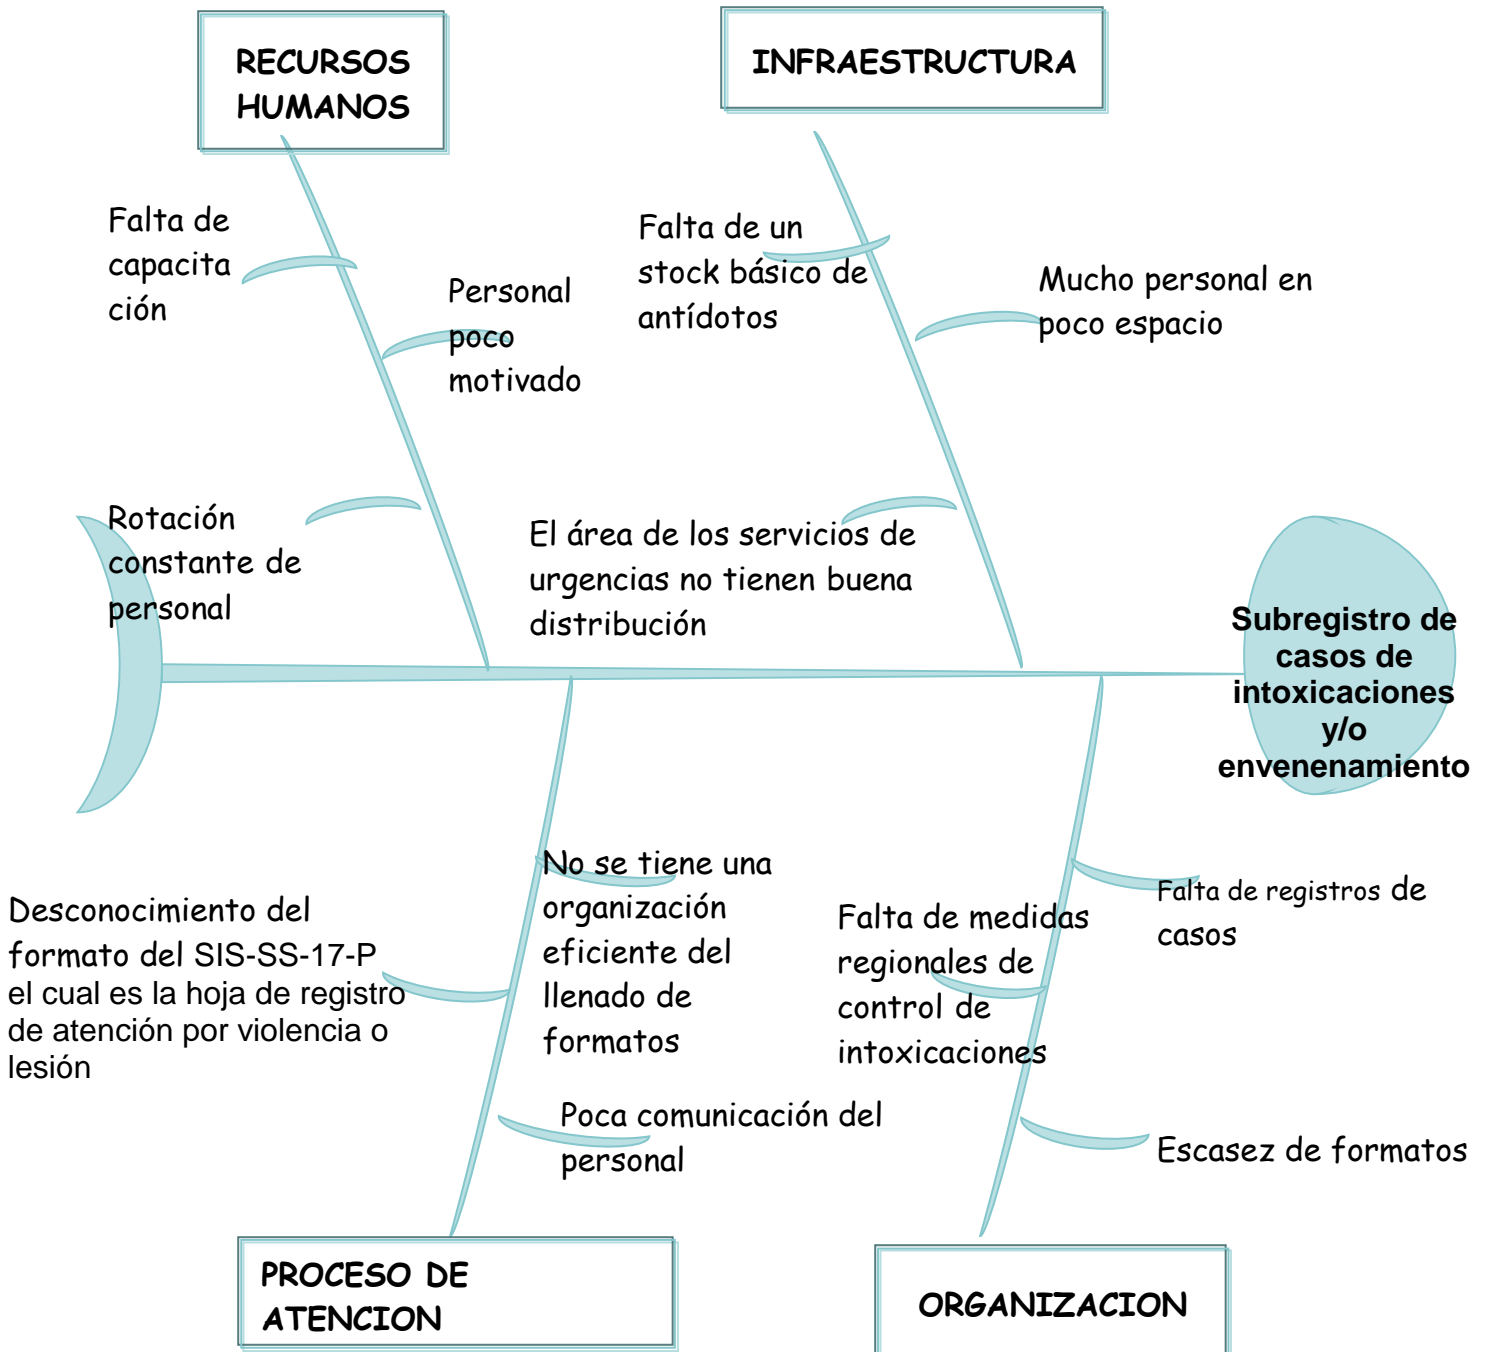 RECURSOS
HUMANOS
INFRAESTRUCTURA
Falta de
capacita
ción
Personal
poco
motivado
Falta de un
stock básico de
antídotos
Mucho personal en
poco espacio
Rotación
constante de
personal
El área de los servicios de
urgencias no tienen buena
distribución
Subregistro de
casos de
intoxicaciones
y/o
envenenamiento
Desconocimiento del
formato del SIS-SS-17-P
el cual es la hoja de registro
de atención por violencia o
lesión
No se tiene una
organización
eficiente del
llenado de
formatos
Poca comunicación del
personal
Falta de medidas
regionales de
control de
intoxicaciones
Falta de registros de
casos
Escasez de formatos
PROCESO DE
ATENCION
ORGANIZACION